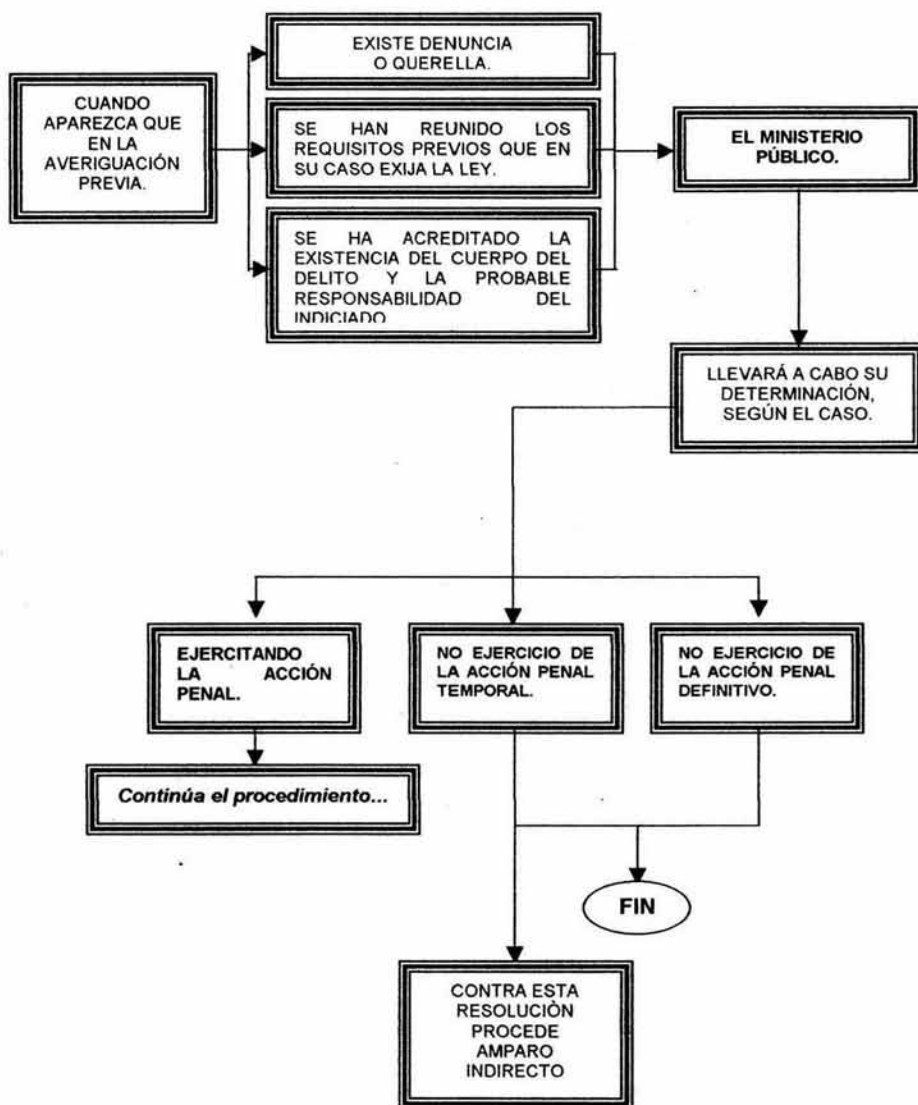 EXISTE DENUNCIA
O QUERELLA.
CUANDO
APAREZCA QUE
EN LA
AVERIGUACIÓN
PREVIA.
SE HAN REUNIDO LOS
REQUISITOS PREVIOS QUE EN
SU CASO EXIJA LA LEY.
SE HA ACREDITADO LA
EXISTENCIA DEL CUERPO DEL
DELITO Y LA PROBABLE
RESPONSABILIDAD DEL
INDICIADO
EL MINISTERIO
PÚBLICO.
LLEVARÁ A CABO SU
DETERMINACIÓN,
SEGÚN EL CASO.
EJERCITANDO
LA ACCIÓN
PENAL.
NO EJERCICIO DE
LA ACCIÓN PENAL
TEMPORAL.
NO EJERCICIO DE
LA ACCIÓN PENAL
DEFINITIVO.
Continúa el procedimiento...
FIN
CONTRA ESTA
RESOLUCIÒN
PROCEDE
AMPARO
INDIRECTO